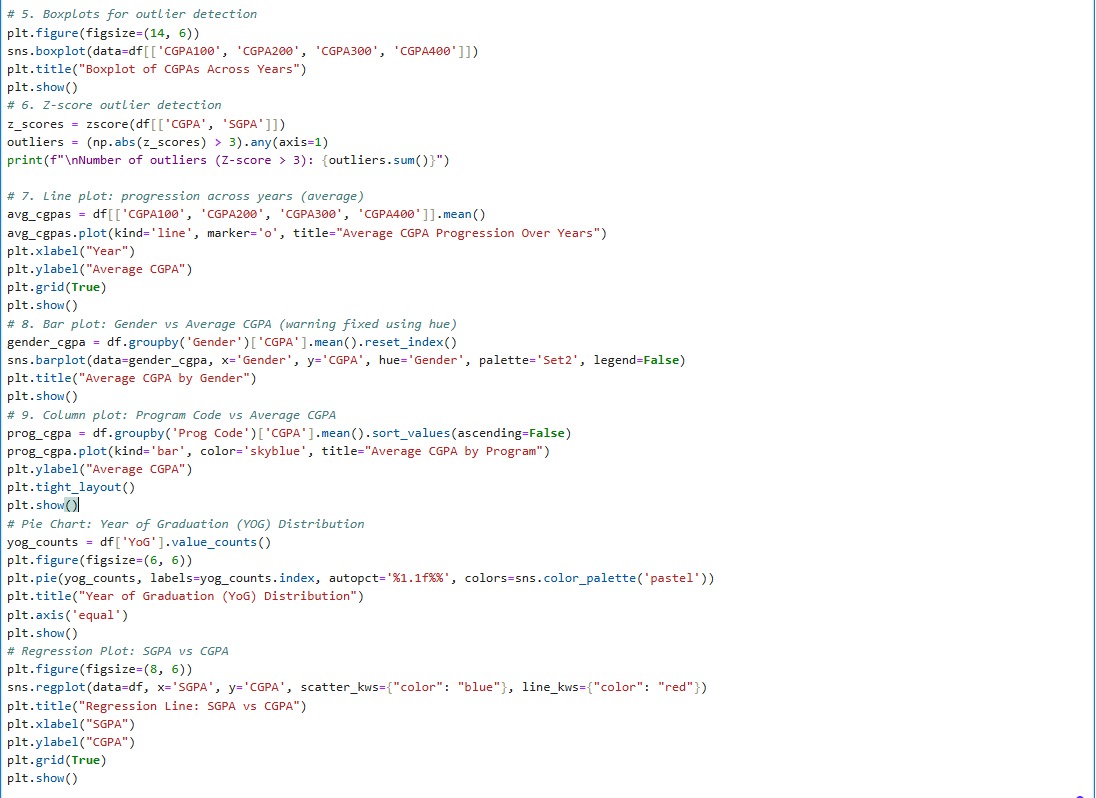 # 5. Boxplots for outlier detection
plt.figure(figsize=(14, 6))
sns.boxplot(data=df[['CGPA100', 'CGPA200', 'CGPA300', 'CGPA400']])
plt.title("Boxplot of CGPAs Across Years")
plt.show()
# 6. Z-score outlier detection
z_scores = zscore(df[['CGPA', 'SGPA']])
outliers = (np.abs(z_scores) > 3).any(axis=1)
print(f"\nNumber of outliers (Z-score > 3): {outliers.sum()}")

# 7. Line plot: progression across years (average)
avg_cgpas = df[['CGPA100', 'CGPA200', 'CGPA300', 'CGPA400']].mean()
avg_cgpas.plot(kind='line', marker='o', title="Average CGPA Progression Over Years")
plt.xlabel("Year")
plt.ylabel("Average CGPA")
plt.grid(True)
plt.show()
# 8. Bar plot: Gender vs Average CGPA (warning fixed using hue)
gender_cgpa = df.groupby('Gender')['CGPA'].mean().reset_index()
sns.barplot(data=gender_cgpa, x='Gender', y='CGPA', hue='Gender', palette='Set2', legend=False)
plt.title("Average CGPA by Gender")
plt.show()
# 9. Column plot: Program Code vs Average CGPA
prog_cgpa = df.groupby('Prog Code')['CGPA'].mean().sort_values(ascending=False)
prog_cgpa.plot(kind='bar', color='skyblue', title="Average CGPA by Program")
plt.ylabel("Average CGPA")
plt.tight_layout()
plt.show()
# Pie Chart: Year of Graduation (YOG) Distribution
yog_counts = df['YoG'].value_counts()
plt.figure(figsize=(6, 6))
plt.pie(yog_counts, labels=yog_counts.index, autopct='%1.1f%%', colors=sns.color_palette('pastel'))
plt.title("Year of Graduation (YoG) Distribution")
plt.axis('equal')
plt.show()
# Regression Plot: SGPA vs CGPA
plt.figure(figsize=(8, 6))
sns.regplot(data=df, x='SGPA', y='CGPA', scatter_kws={"color": "blue"}, line_kws={"color": "red"})
plt.title("Regression Line: SGPA vs CGPA")
plt.xlabel("SGPA")
plt.ylabel("CGPA")
plt.grid(True)
plt.show()